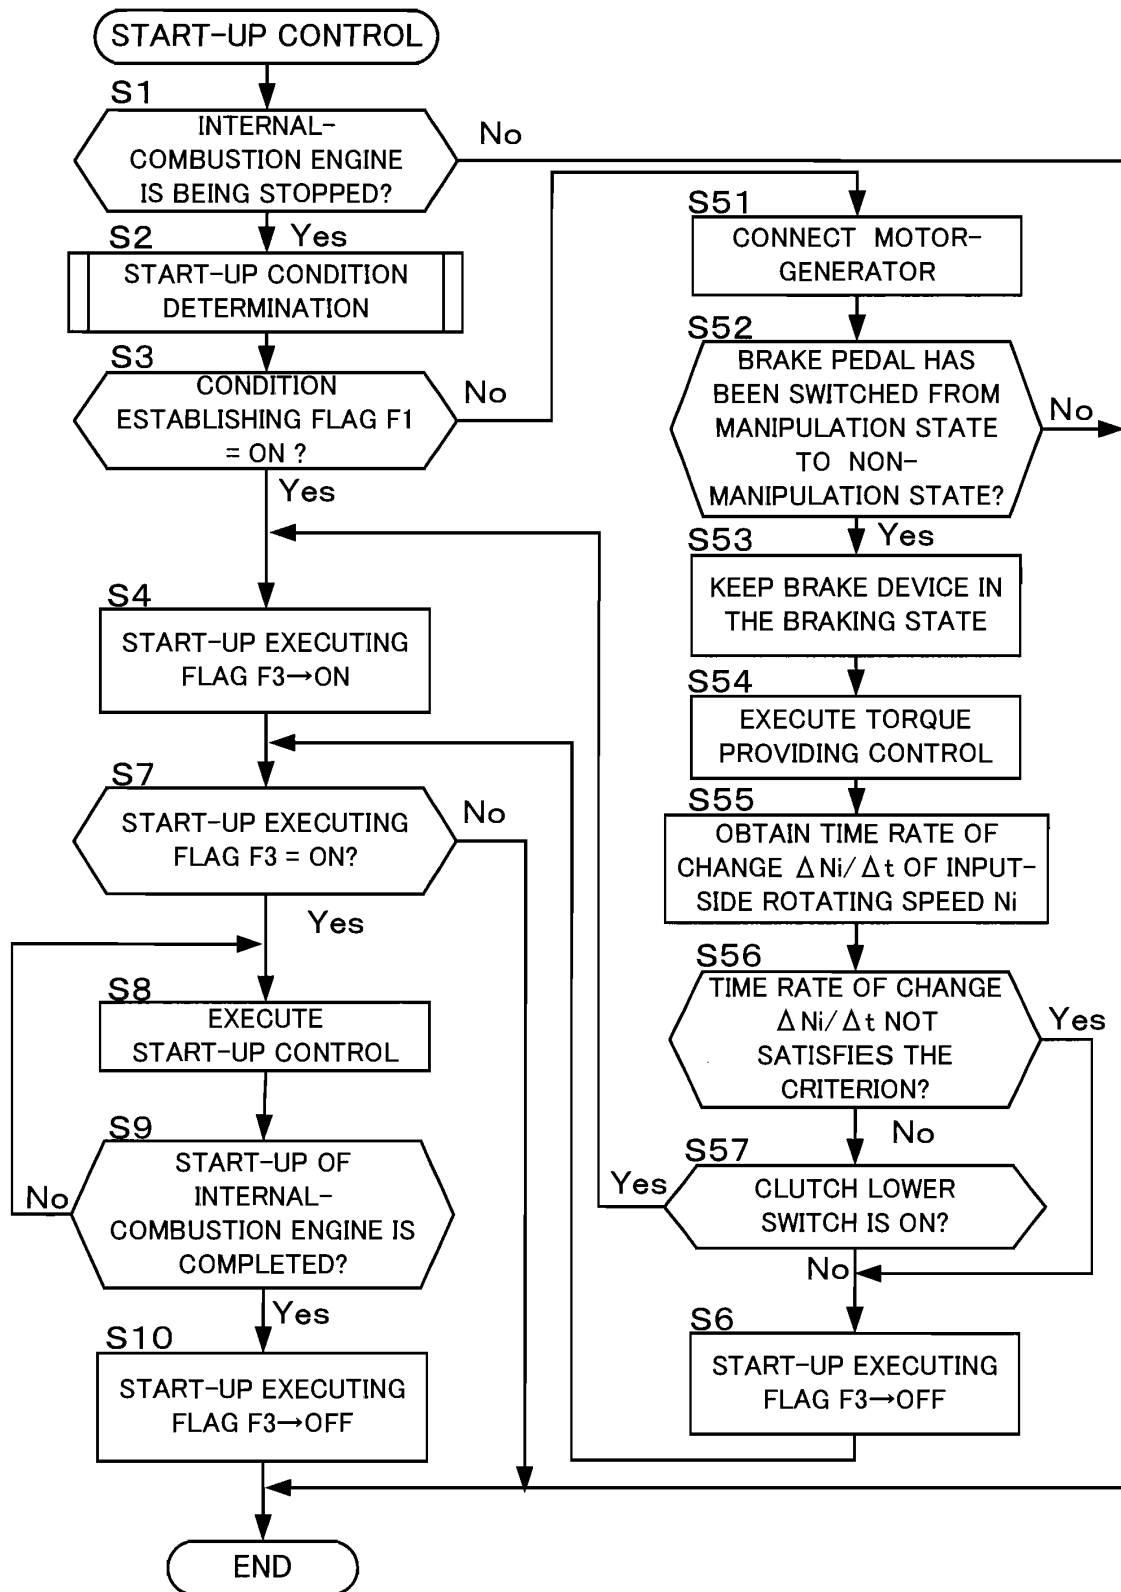 START-UP CONTROL
S1
INTERNAL-
COMBUSTION ENGINE
IS BEING STOPPED?
No
Yes
S2
START-UP CONDITION
DETERMINATION
S3
CONDITION
ESTABLISHING FLAG F1
= ON ?
No
Yes
S4
START-UP EXECUTING
FLAG F3→ON
S7
START-UP EXECUTING
FLAG F3 = ON?
No
Yes
S8
EXECUTE
START-UP CONTROL
S9
START-UP OF
INTERNAL-
COMBUSTION ENGINE IS
COMPLETED?
No
Yes
S10
START-UP EXECUTING
FLAG F3→OFF
END
S51
CONNECT MOTOR-
GENERATOR
S52
BRAKE PEDAL HAS
BEEN SWITCHED FROM
MANIPULATION STATE
TO NON-
MANIPULATION STATE?
No
Yes
S53
KEEP BRAKE DEVICE IN
THE BRAKING STATE
S54
EXECUTE TORQUE
PROVIDING CONTROL
S55
OBTAIN TIME RATE OF
CHANGE ΔNi/Δt OF INPUT-
SIDE ROTATING SPEED Ni
S56
TIME RATE OF CHANGE
ΔNi/Δt NOT
SATISFIES THE
CRITERION?
Yes
No
S57
CLUTCH LOWER
SWITCH IS ON?
Yes
No
S6
START-UP EXECUTING
FLAG F3→OFF